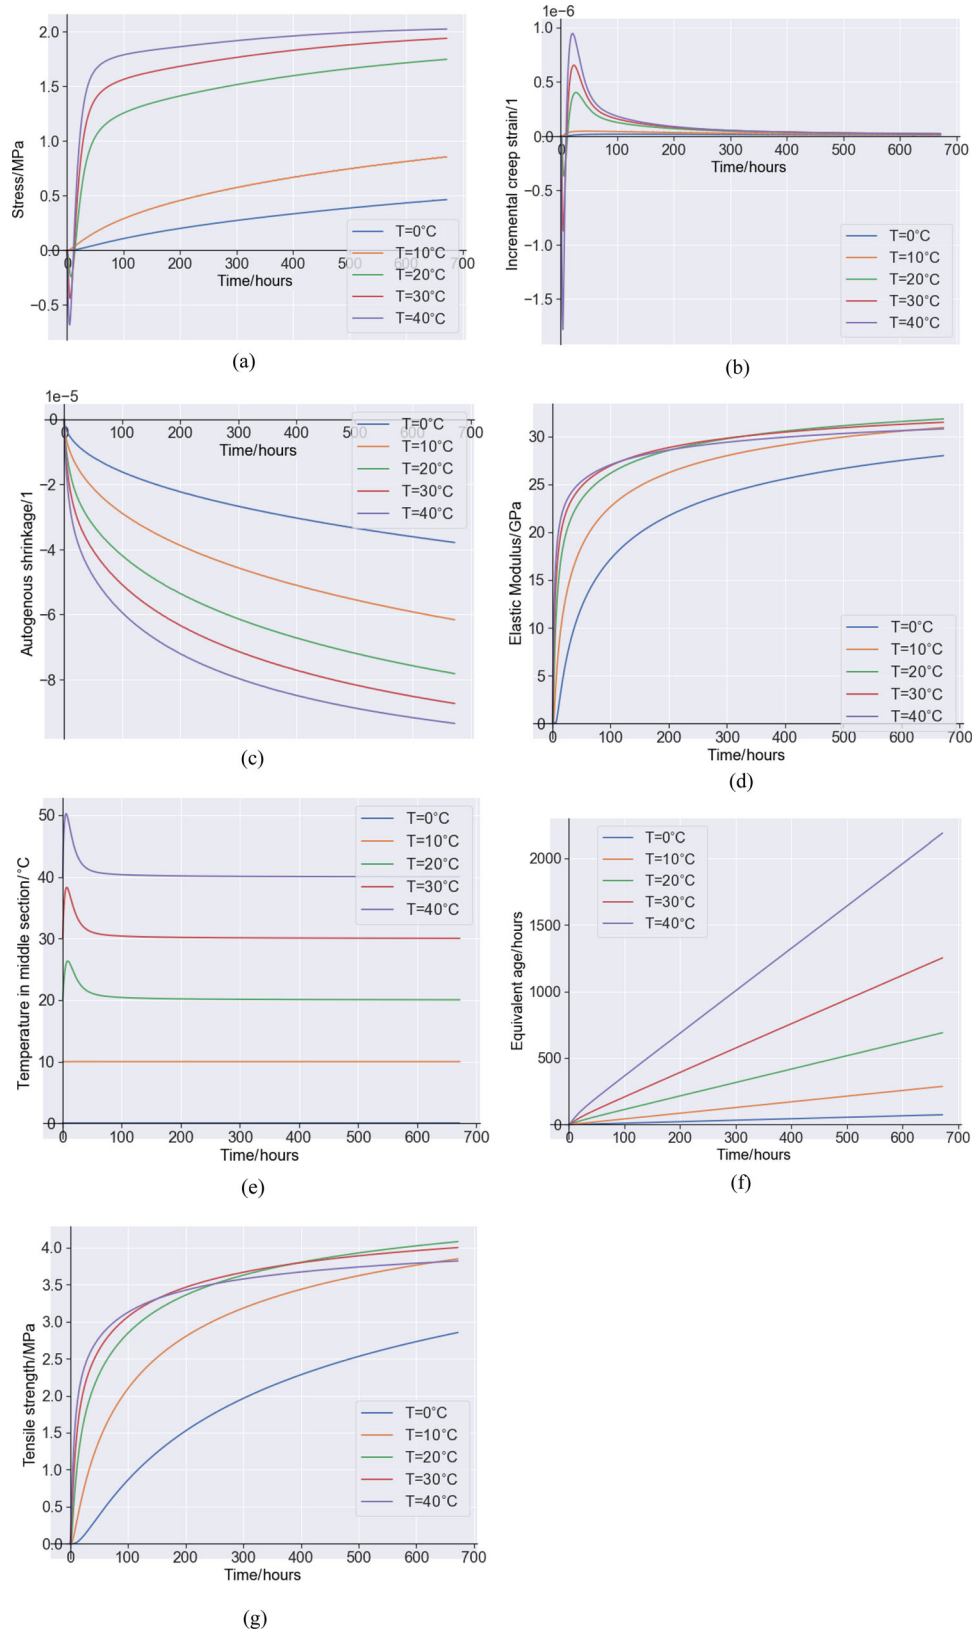 2.0
1.5
1.0
0.5
0.0
−0.5
0 100 200 300 400 500 600 700
Stress/MPa
Time/hours
T=0°C
T=10°C
T=20°C
T=30°C
T=40°C
(a)
1e−6
1.0
0.5
0.0
−0.5
−1.0
−1.5
0 100 200 300 400 500 600 700
Incremental creep strain/1
Time/hours
T=0°C
T=10°C
T=20°C
T=30°C
T=40°C
(b)
1e−5
0
−2
−4
−6
−8
0 100 200 300 400 500 600 700
Autogenous shrinkage/1
Time/hours
T=0°C
T=10°C
T=20°C
T=30°C
T=40°C
(c)
30
25
20
15
10
5
0
0 100 200 300 400 500 600 700
Elastic Modulus/GPa
Time/hours
T=0°C
T=10°C
T=20°C
T=30°C
T=40°C
(d)
50
40
30
20
10
0
0 100 200 300 400 500 600 700
Temperature in middle section/°C
Time/hours
T=0°C
T=10°C
T=20°C
T=30°C
T=40°C
(e)
2000
1500
1000
500
0
0 100 200 300 400 500 600 700
Equivalent age/hours
Time/hours
T=0°C
T=10°C
T=20°C
T=30°C
T=40°C
(f)
4.0
3.5
3.0
2.5
2.0
1.5
1.0
0.5
0.0
0 100 200 300 400 500 600 700
Tensile strength/MPa
Time/hours
T=0°C
T=10°C
T=20°C
T=30°C
T=40°C
(g)